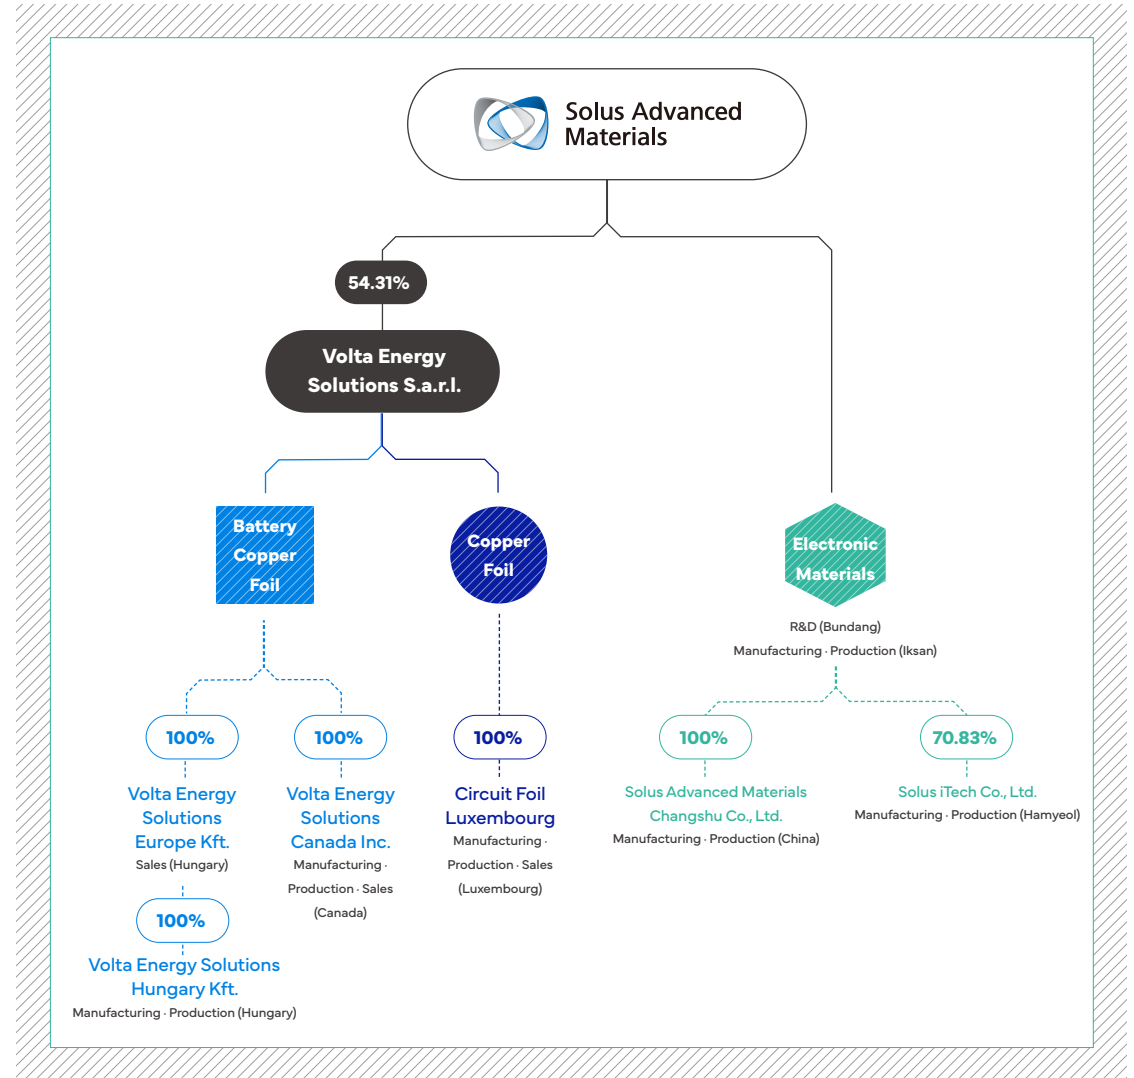 Solus Advanced
Materials
54.31%
Volta Energy
Solutions S.a.r.l.
Battery
Copper
Foil
Copper
Foil
Electronic
Materials
R&D (Bundang)
Manufacturing · Production (Iksan)
100%
Volta Energy
Solutions
Europe Kft.
Sales (Hungary)
100%
Volta Energy Solutions
Hungary Kft.
Manufacturing · Production (Hungary)
100%
Volta Energy
Solutions
Canada Inc.
Manufacturing ·
Production · Sales
(Canada)
100%
Circuit Foil
Luxembourg
Manufacturing ·
Production · Sales
(Luxembourg)
100%
Solus Advanced Materials
Changshu Co., Ltd.
Manufacturing · Production (China)
70.83%
Solus iTech Co., Ltd.
Manufacturing · Production (Hamyeol)